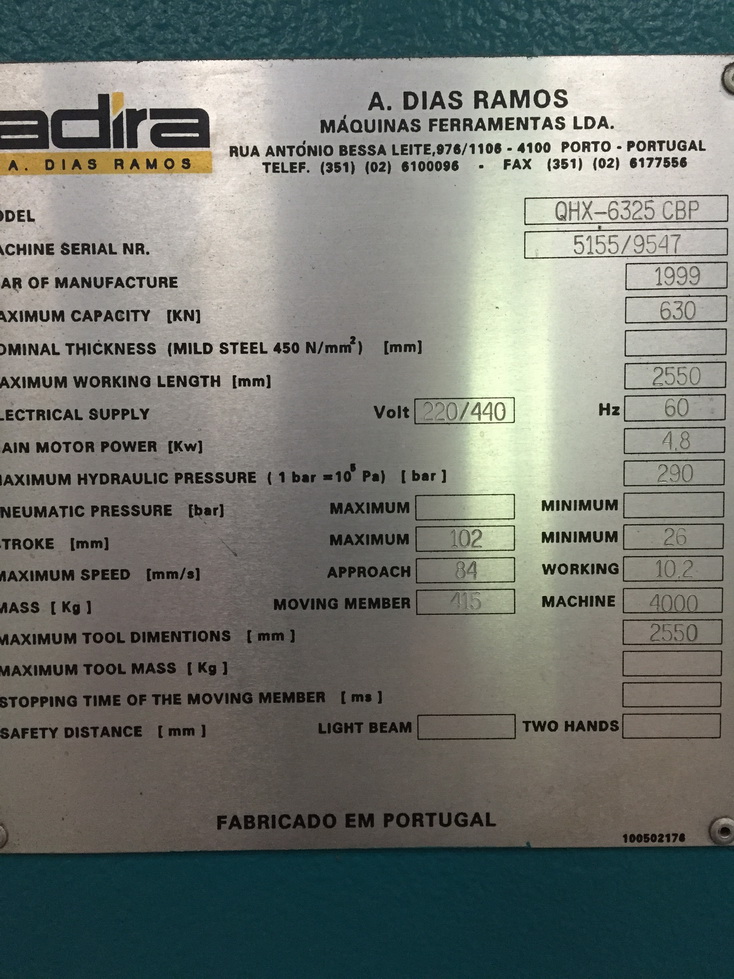 adira
A. DIAS RAMOS
A. DIAS RAMOS
MÁQUINAS FERRAMENTAS LDA.
RUA ANTÓNIO BESSA LEITE,976/1106 - 4100 PORTO - PORTUGAL
TELEF. (351) (02) 6100096 - FAX (351) (02) 6177556
ODEL QHX-6325 CBP
ACHINE SERIAL NR. 5155/9547
AR OF MANUFACTURE 1999
AXIMUM CAPACITY [KN] 630
OMINAL THICKNESS (MILD STEEL 450 N/mm²) [mm]
AXIMUM WORKING LENGTH [mm] 2550
LECTRICAL SUPPLY Volt 220/440 Hz 60
AIN MOTOR POWER [Kw] 4.8
MAXIMUM HYDRAULIC PRESSURE ( 1 bar =10⁵ Pa) [ bar ] 290
NEUMATIC PRESSURE [bar] MAXIMUM MINIMUM
STROKE [mm] MAXIMUM 102 MINIMUM 26
MAXIMUM SPEED [mm/s] APPROACH 84 WORKING 10.2
MASS [ Kg ] MOVING MEMBER 415 MACHINE 4000
MAXIMUM TOOL DIMENTIONS [ mm ] 2550
MAXIMUM TOOL MASS [ Kg ]
STOPPING TIME OF THE MOVING MEMBER [ ms ]
SAFETY DISTANCE [ mm ] LIGHT BEAM TWO HANDS
FABRICADO EM PORTUGAL
100502176